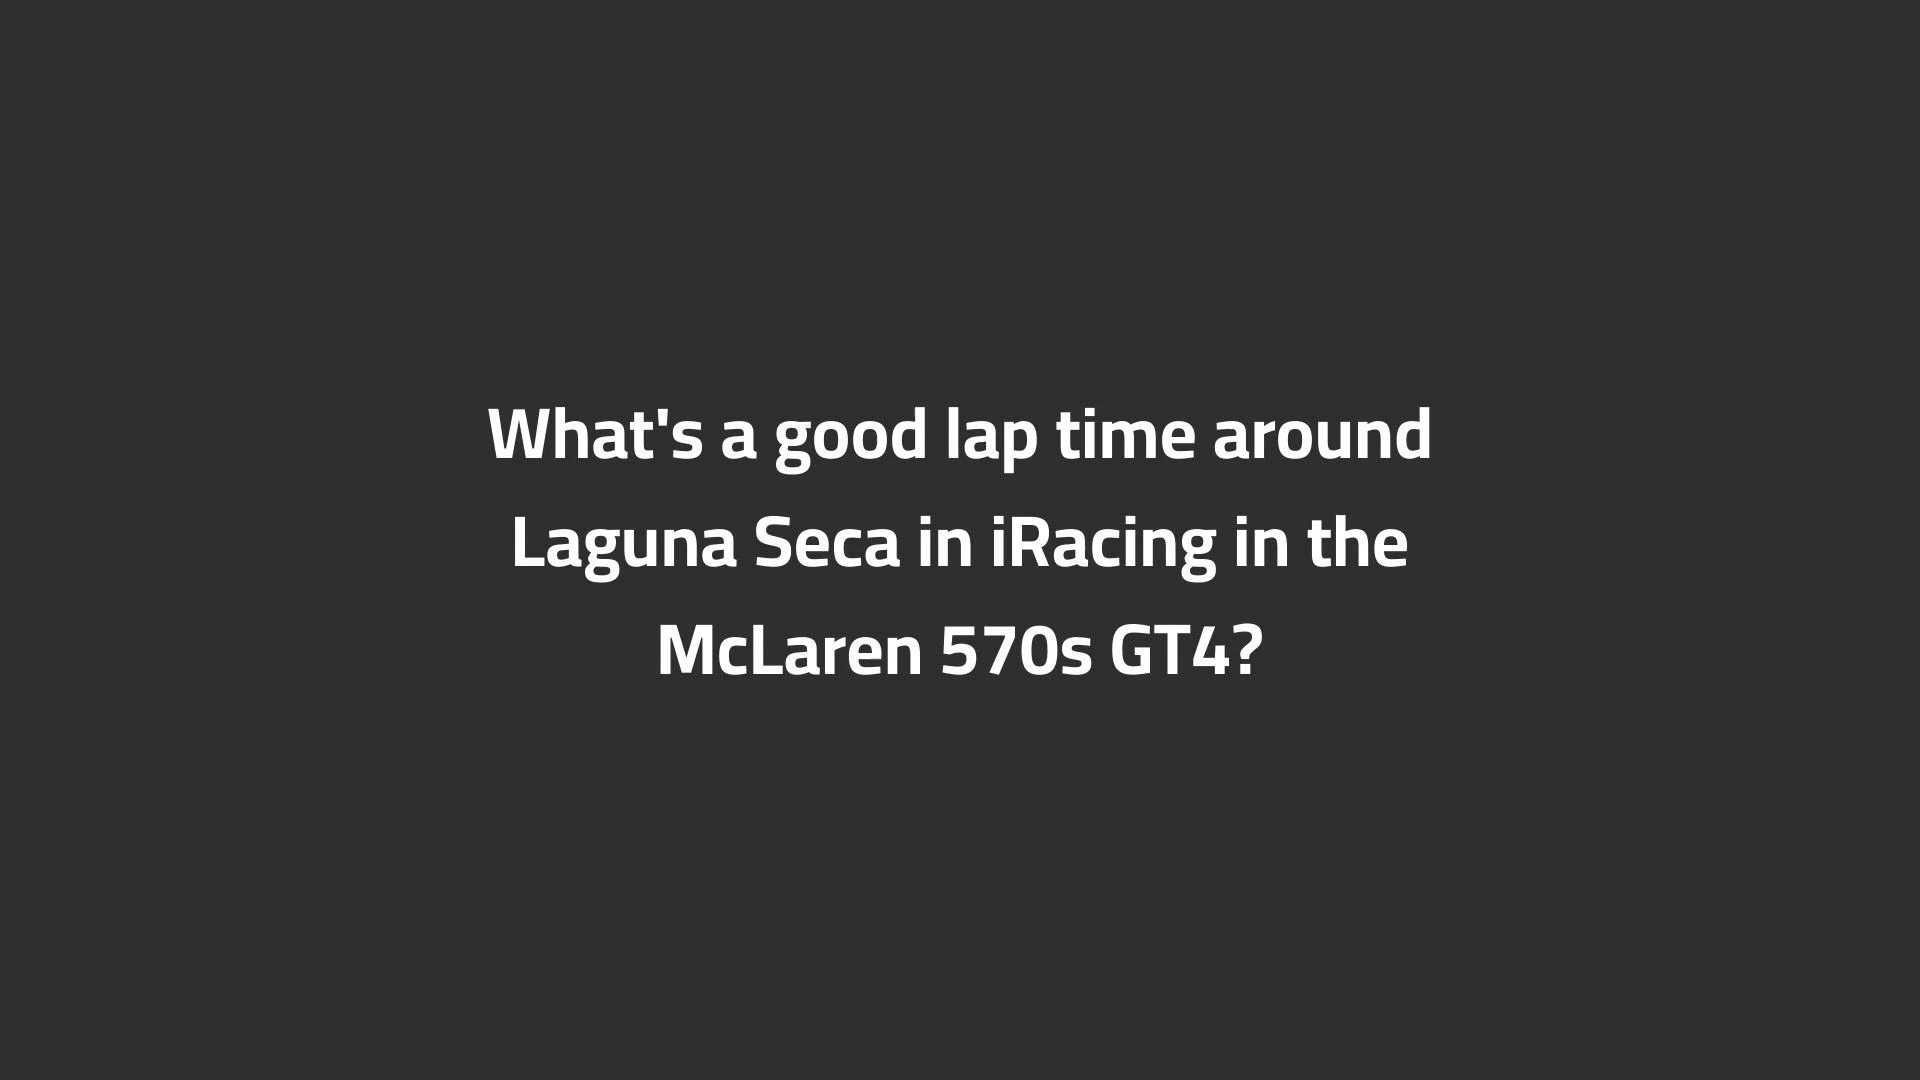 What's a good lap time around
Laguna Seca in iRacing in the
McLaren 570s GT4?